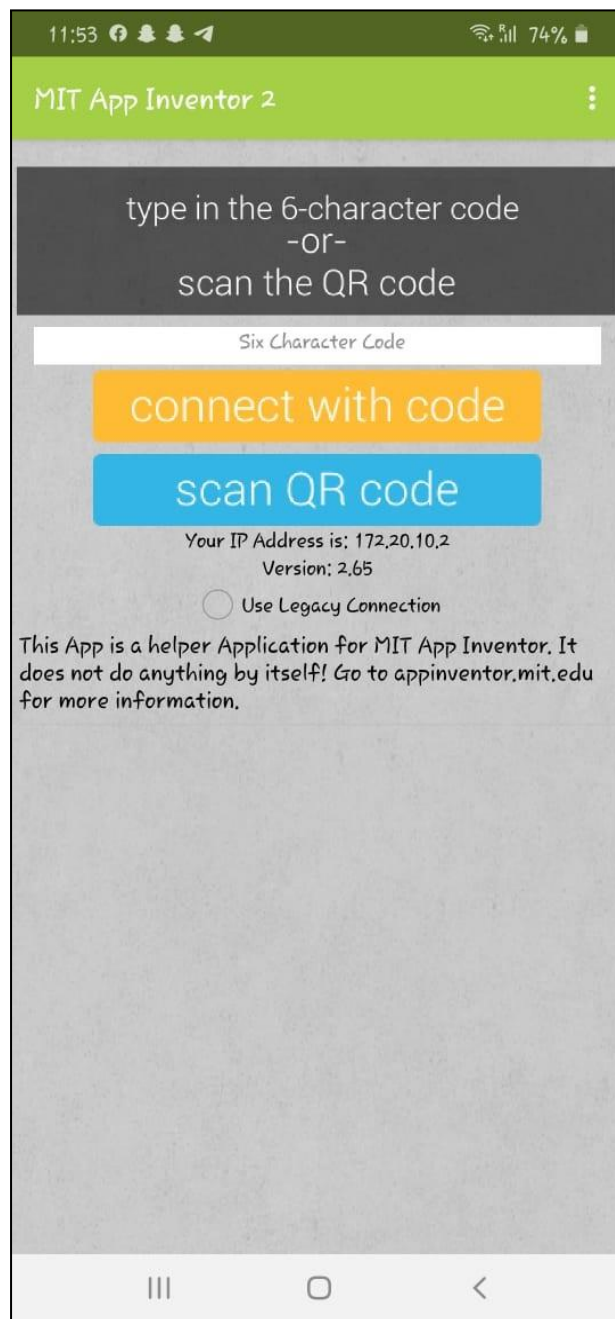 11:53 74%
MIT App Inventor 2
type in the 6-character code
-or-
scan the QR code
Six Character Code
connect with code
scan QR code
Your IP Address is: 172.20.10.2
Version: 2.65
Use Legacy Connection
This App is a helper Application for MIT App Inventor. It
does not do anything by itself! Go to appinventor.mit.edu
for more information.